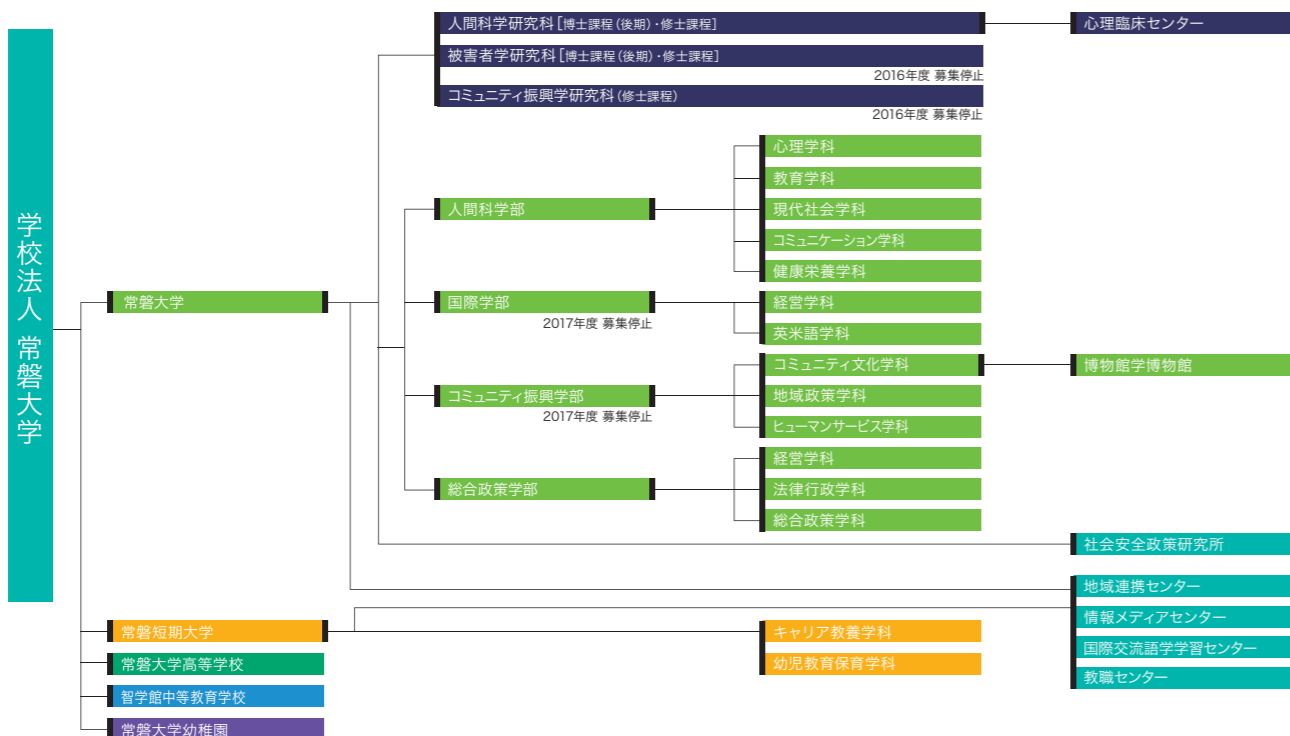 学校法人 常磐大学
常磐大学
人間科学研究科[博士課程(後期)・修士課程]
心理臨床センター
被害者学研究科[博士課程(後期)・修士課程]
2016年度 募集停止
コミュニティ振興学研究科(修士課程)
2016年度 募集停止
人間科学部
心理学科
教育学科
現代社会学科
コミュニケーション学科
健康栄養学科
国際学部
2017年度 募集停止
経営学科
英米語学科
コミュニティ振興学部
2017年度 募集停止
コミュニティ文化学科
博物館学博物館
地域政策学科
ヒューマンサービス学科
総合政策学部
経営学科
法律行政学科
総合政策学科
社会安全政策研究所
地域連携センター
情報メディアセンター
国際交流語学学習センター
教職センター
常磐短期大学
キャリア教養学科
幼児教育保育学科
常磐大学高等学校
智学館中等教育学校
常磐大学幼稚園